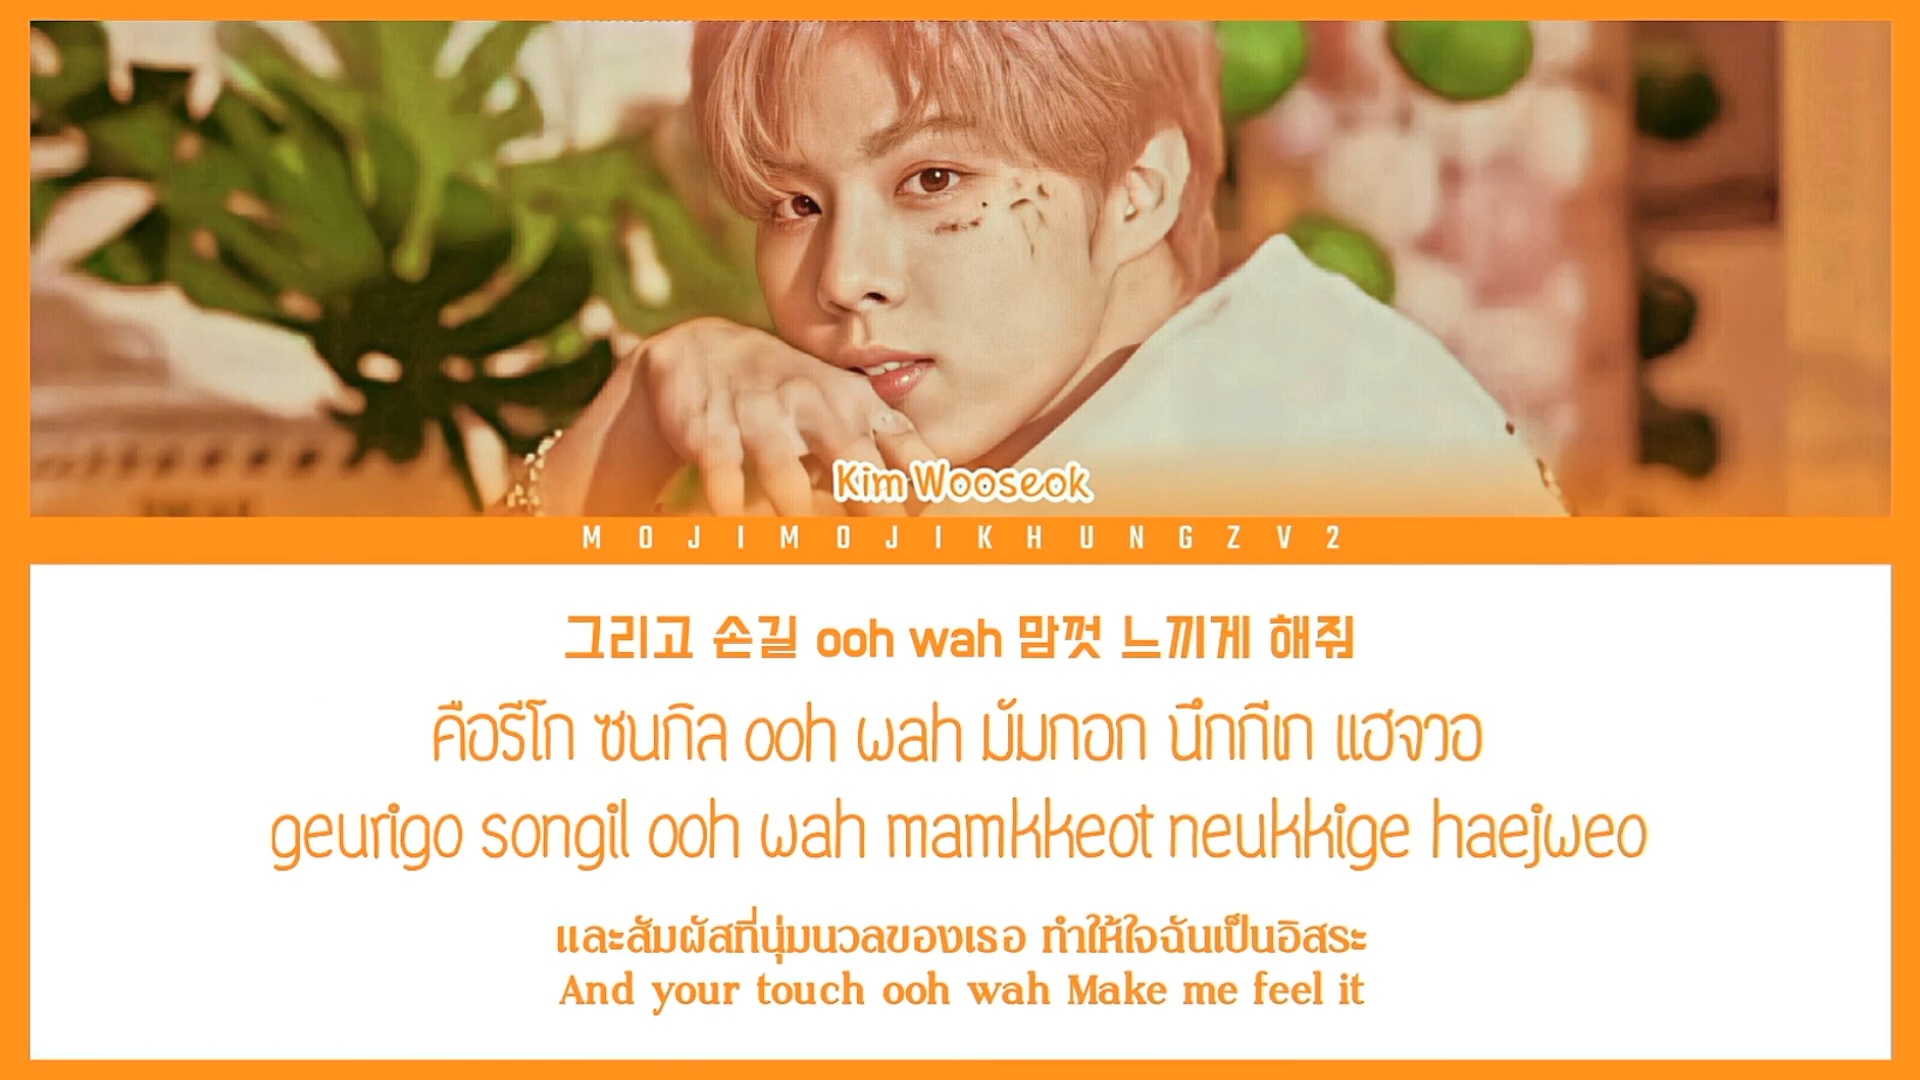 Kim Wooseok
MOJIMOJIKHUNGZV2
그리고 손길 ooh wah 맘껏 느끼게 해줘
คือรีโก ซนกิล ooh wah มัมกอก นึกกีเก แฮจวอ
geurigo songil ooh wah mamkkeot neukkige haejweo
และสัมผัสที่นุ่มนวลของเธอ ทำให้ใจฉันเป็นอิสระ
And your touch ooh wah Make me feel it